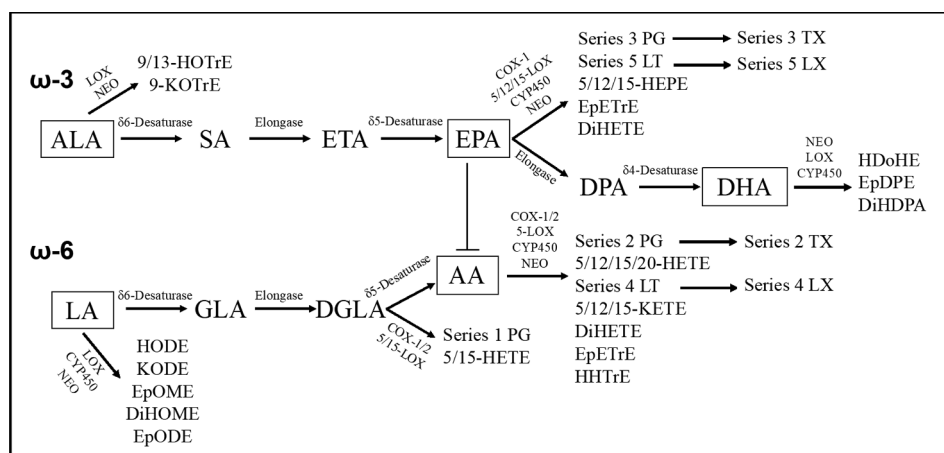 ω-3
LOX
NEO
9/13-HOTrE
9-KOTrE
ALA
δ6-Desaturase
SA
Elongase
ETA
δ5-Desaturase
EPA
COX-1
5/12/15-LOX
CYP450
NEO
Series 3 PG
Series 3 TX
Series 5 LT
Series 5 LX
5/12/15-HEPE
EpETrE
DiHETE
Elongase
DPA
δ4-Desaturase
DHA
NEO
LOX
CYP450
HDoHE
EpDPE
DiHDPA
ω-6
LA
δ6-Desaturase
GLA
Elongase
DGLA
δ5-Desaturase
AA
COX-1/2
5-LOX
CYP450
NEO
Series 2 PG
Series 2 TX
5/12/15/20-HETE
Series 4 LT
Series 4 LX
5/12/15-KETE
DiHETE
EpETrE
HHTrE
COX-1/2
5/15-LOX
Series 1 PG
5/15-HETE
LOX
CYP450
NEO
HODE
KODE
EpOME
DiHOME
EpODE